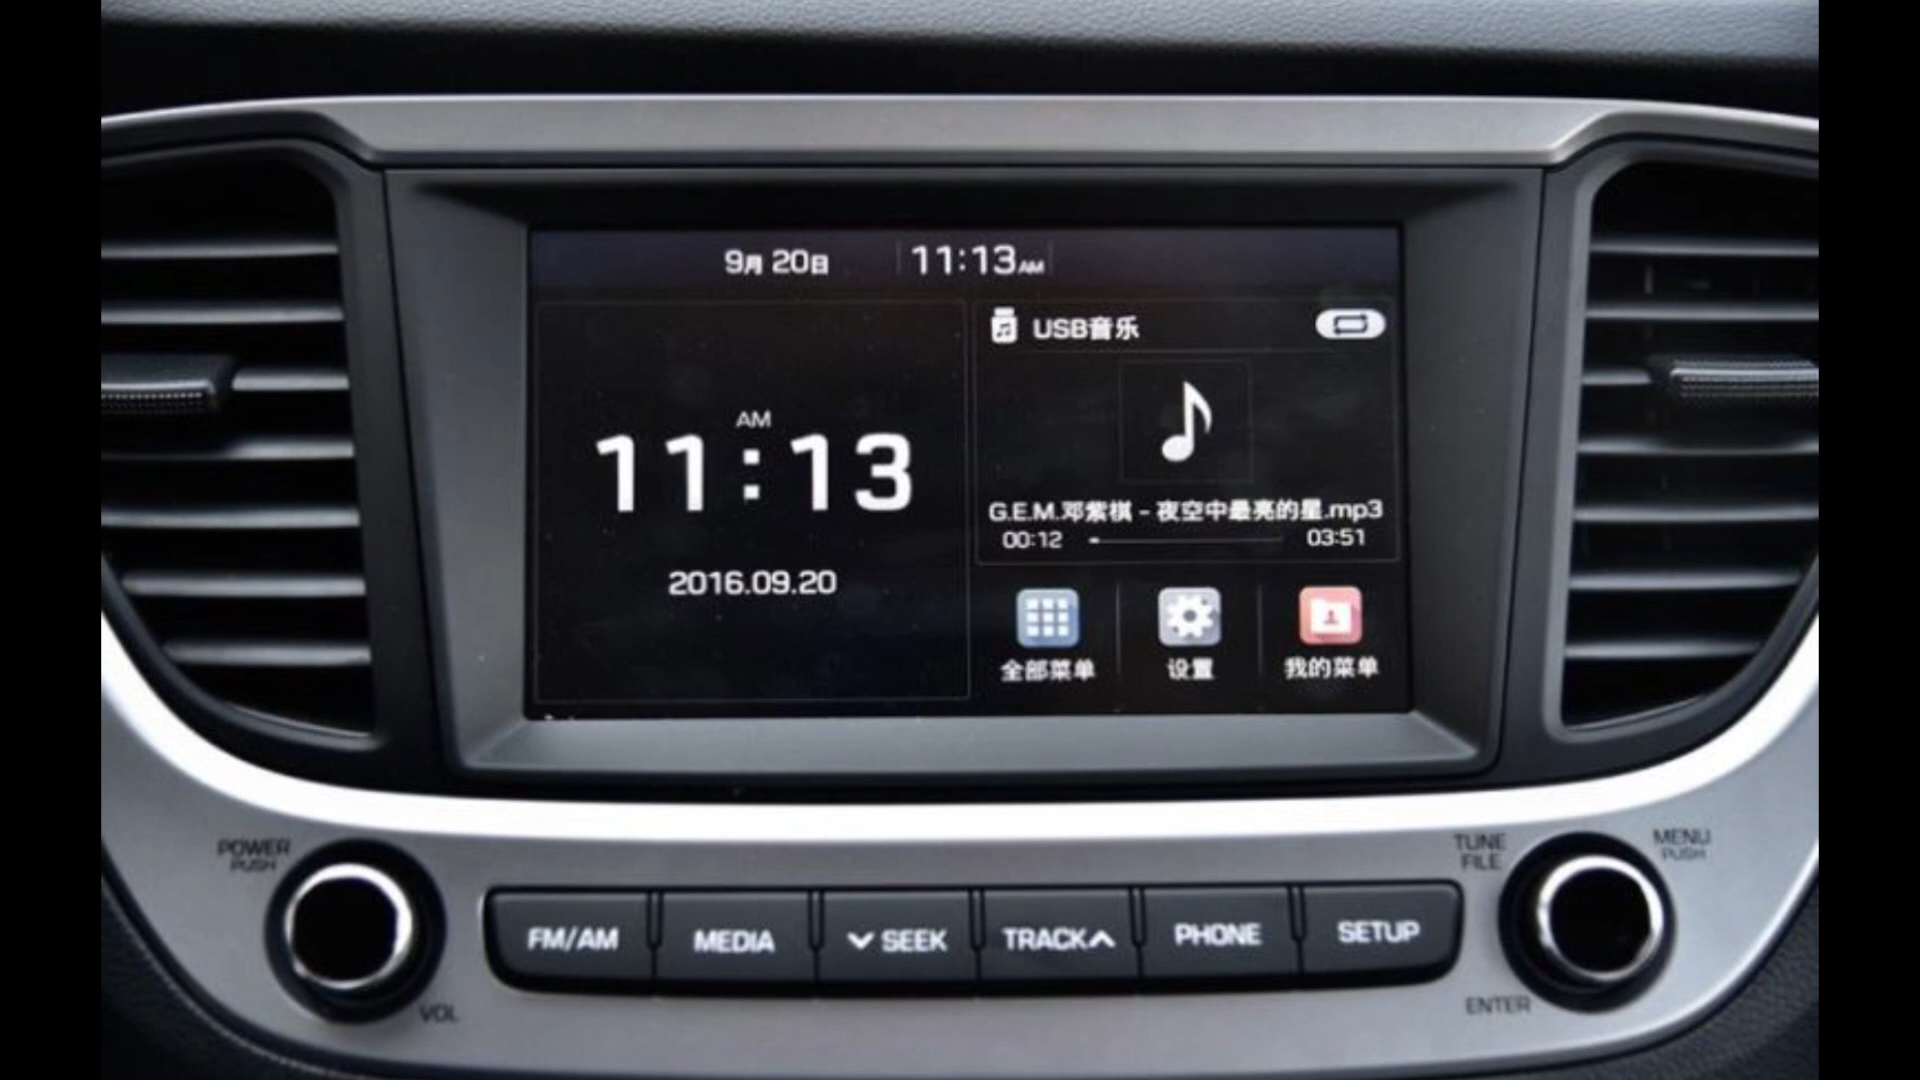 9月 20日 11:13 AM
AM
11:13
2016.09.20
USB音乐
G.E.M.邓紫棋 - 夜空中最亮的星.mp3
00:12 03:51
全部菜单 设置 我的菜单
POWER
PUSH
VOL
FM/AM MEDIA SEEK TRACK PHONE SETUP
TUNE
FILE
MENU
PUSH
ENTER